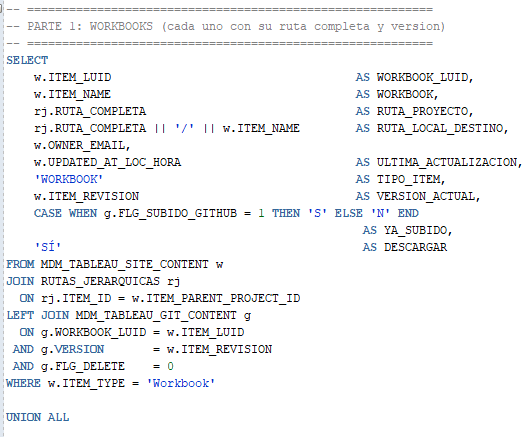 -- ==========================================================
-- PARTE 1: WORKBOOKS (cada uno con su ruta completa y version)
-- ==========================================================
SELECT
    w.ITEM_LUID                                   AS WORKBOOK_LUID,
    w.ITEM_NAME                                   AS WORKBOOK,
    rj.RUTA_COMPLETA                              AS RUTA_PROYECTO,
    rj.RUTA_COMPLETA || '/' || w.ITEM_NAME        AS RUTA_LOCAL_DESTINO,
    w.OWNER_EMAIL,
    w.UPDATED_AT_LOC_HORA                         AS ULTIMA_ACTUALIZACION,
    'WORKBOOK'                                    AS TIPO_ITEM,
    w.ITEM_REVISION                               AS VERSION_ACTUAL,
    CASE WHEN g.FLG_SUBIDO_GITHUB = 1 THEN 'S' ELSE 'N' END
                                                   AS YA_SUBIDO,
    'SÍ'                                           AS DESCARGAR
FROM MDM_TABLEAU_SITE_CONTENT w
JOIN RUTAS_JERARQUICAS rj
  ON rj.ITEM_ID = w.ITEM_PARENT_PROJECT_ID
LEFT JOIN MDM_TABLEAU_GIT_CONTENT g
  ON g.WORKBOOK_LUID = w.ITEM_LUID
 AND g.VERSION       = w.ITEM_REVISION
 AND g.FLG_DELETE    = 0
WHERE w.ITEM_TYPE = 'Workbook'
UNION ALL